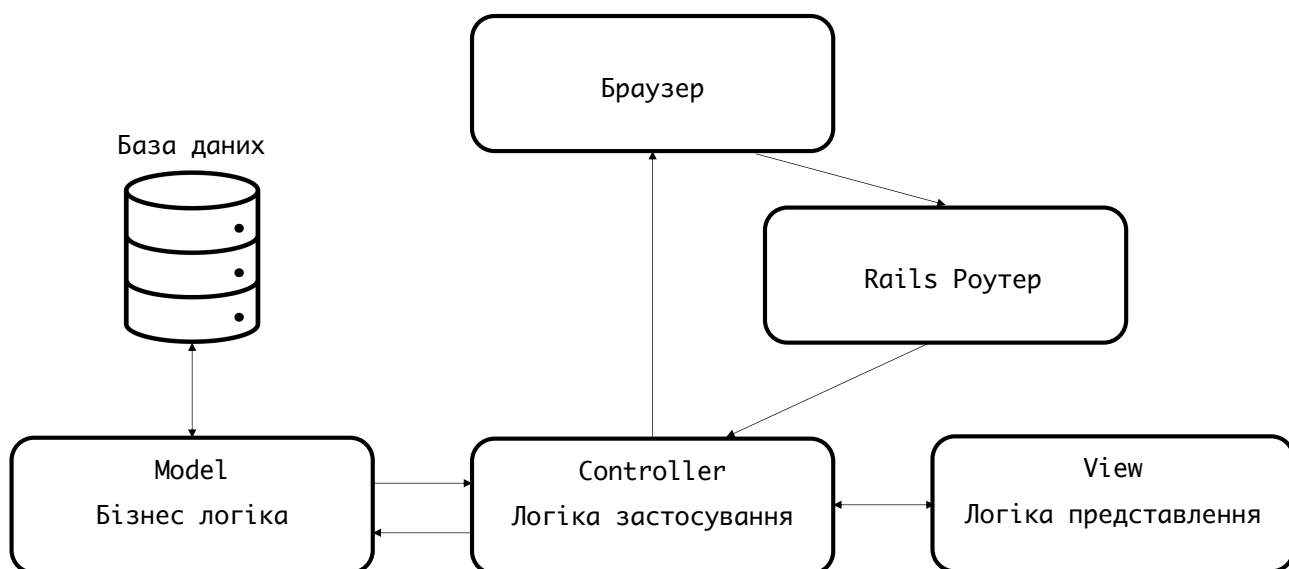 Браузер
База даних
Rails Роутер
Model
Бізнес логіка
Controller
Логіка застосування
View
Логіка представлення